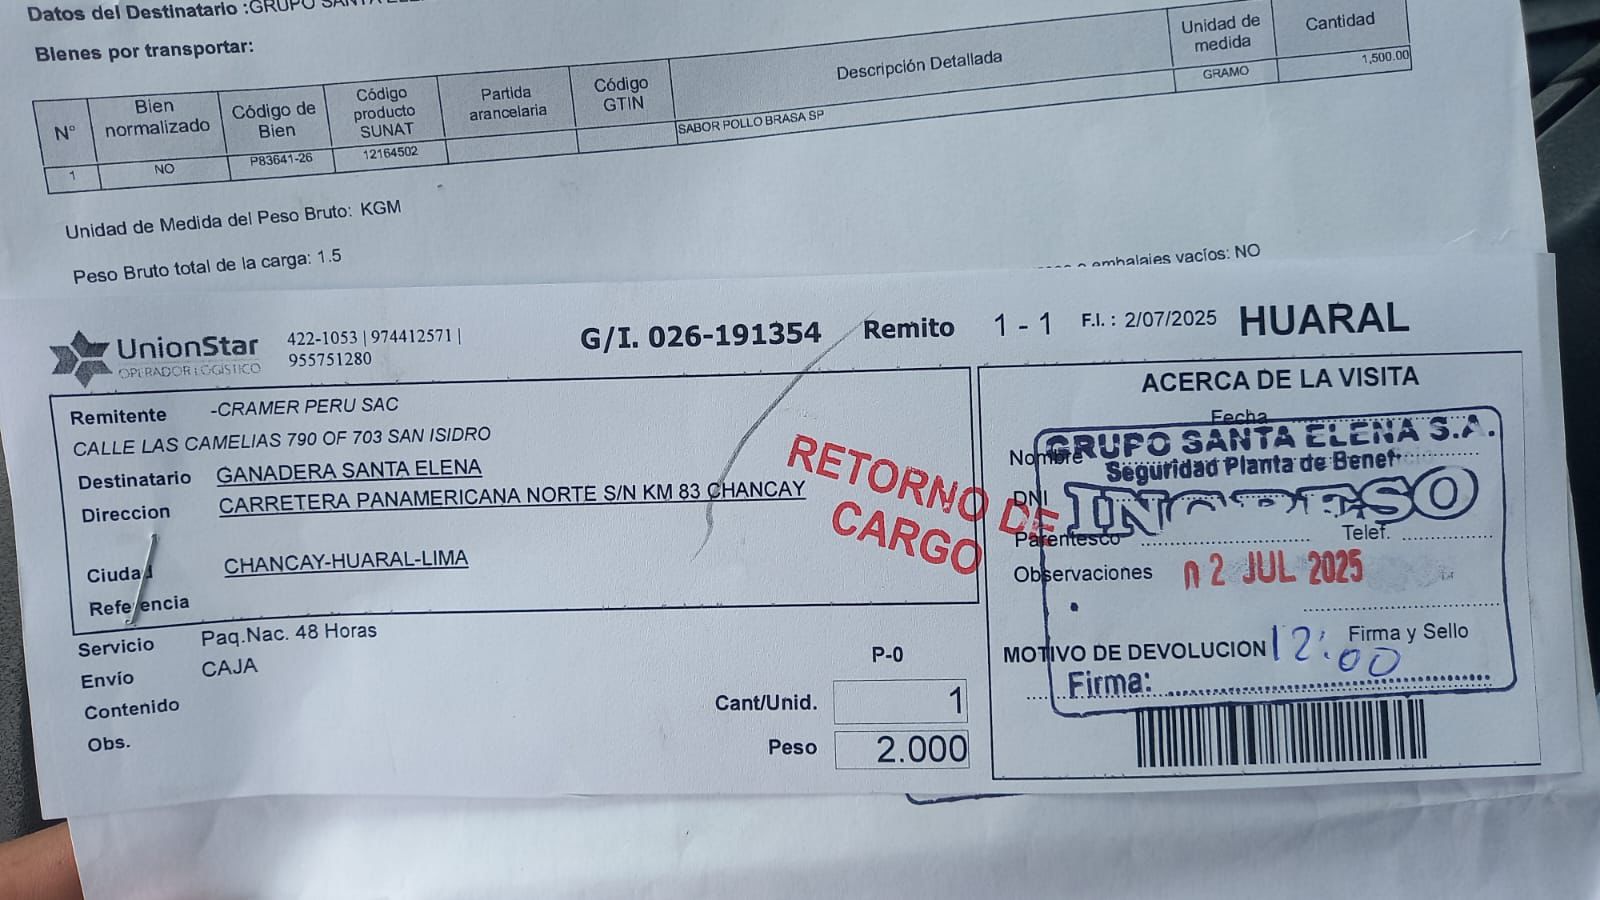 Datos del Destinatario :GRUPO SANTA
Bienes por transportar:
N° Bien normalizado Código de Bien Código producto SUNAT Partida arancelaria Código GTIN Descripción Detallada Unidad de medida Cantidad
1 NO P83641-26 12164502 SABOR POLLO BRASA SP GRAMO 1,500.00
Unidad de Medida del Peso Bruto: KGM
Peso Bruto total de la carga: 1.5
embalajes vacíos: NO
UnionStar
OPERADOR LOGISTICO
422-1053 | 974412571 |
955751280
G/I. 026-191354 Remito 1 - 1 F.I. : 2/07/2025 HUARAL
Remitente -CRAMER PERU SAC
CALLE LAS CAMELIAS 790 OF 703 SAN ISIDRO
Destinatario GANADERA SANTA ELENA
Direccion CARRETERA PANAMERICANA NORTE S/N KM 83 CHANCAY
Ciudad CHANCAY-HUARAL-LIMA
Referencia
RETORNO DE
CARGO
Servicio Paq.Nac. 48 Horas
Envío CAJA
Contenido
Obs.
P-0
Cant/Unid. 1
Peso 2.000
ACERCA DE LA VISITA
Fecha
Nombre
DNI
Parentesco Telef.
Observaciones
Firma y Sello
MOTIVO DE DEVOLUCION
GRUPO SANTA ELENA S.A.
Seguridad Planta de Benef
INGRESO
02 JUL 2025
12:00
Firma: